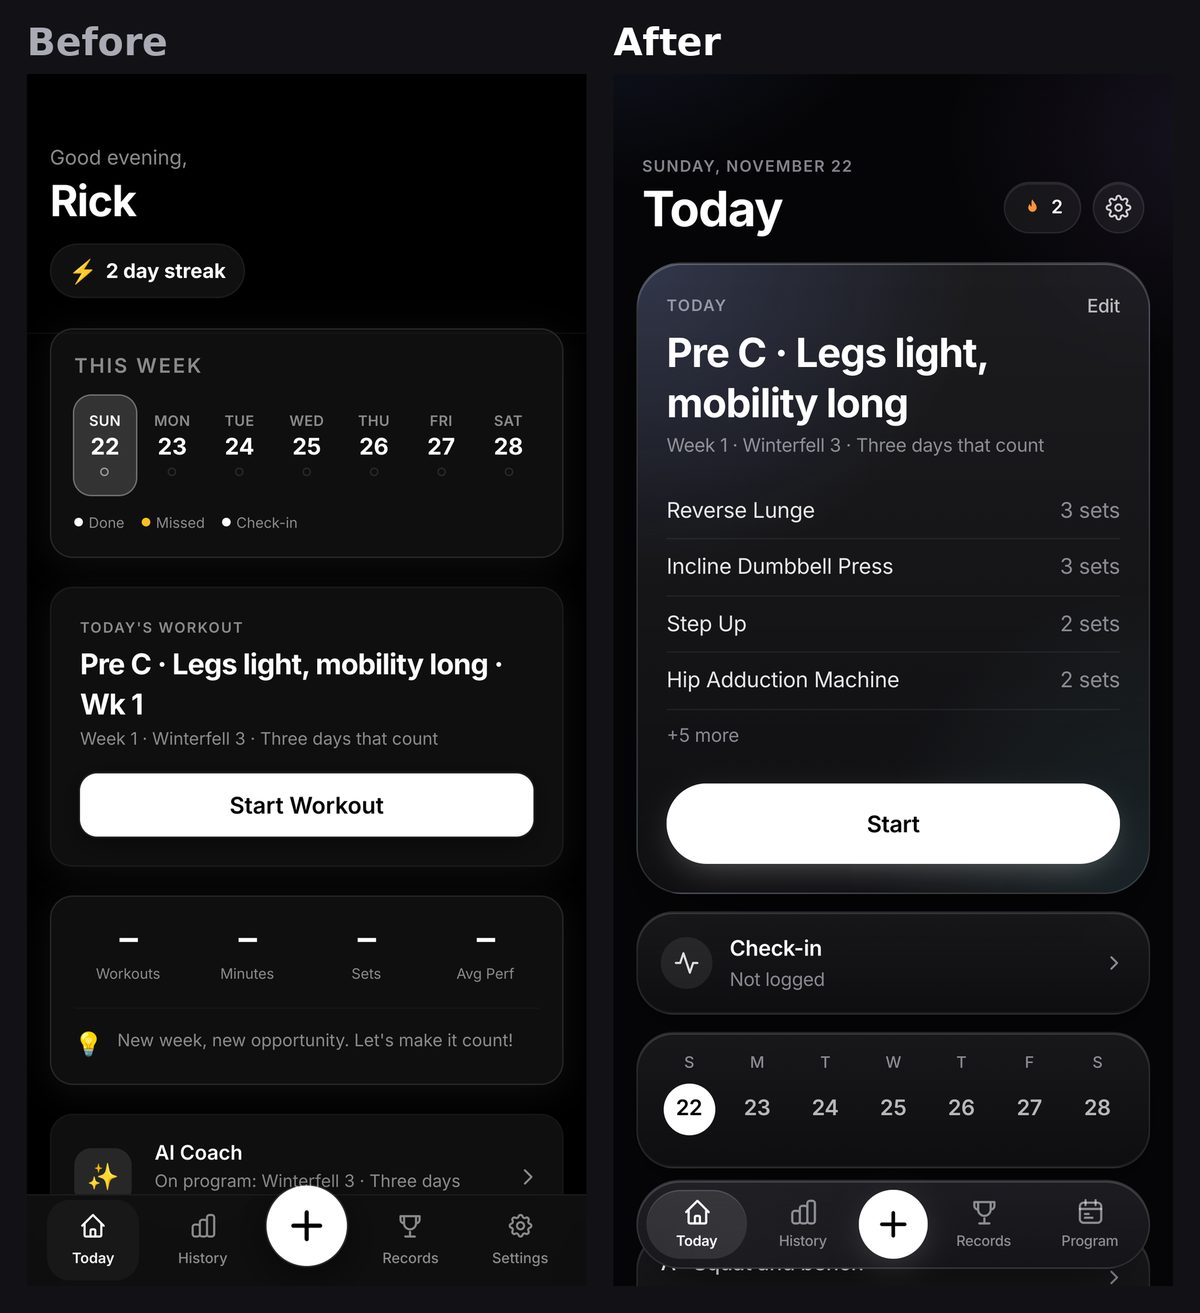 Before
Good evening,
Rick
⚡ 2 day streak
THIS WEEK
SUN MON TUE WED THU FRI SAT
22 23 24 25 26 27 28
Done Missed Check-in
TODAY'S WORKOUT
Pre C · Legs light, mobility long ·
Wk 1
Week 1 · Winterfell 3 · Three days that count
Start Workout
– – – –
Workouts Minutes Sets Avg Perf
💡 New week, new opportunity. Let's make it count!
AI Coach
On program: Winterfell 3 · Three days
Today History Records Settings
After
SUNDAY, NOVEMBER 22
Today
2
TODAY Edit
Pre C · Legs light,
mobility long
Week 1 · Winterfell 3 · Three days that count
Reverse Lunge 3 sets
Incline Dumbbell Press 3 sets
Step Up 2 sets
Hip Adduction Machine 2 sets
+5 more
Start
Check-in
Not logged
S M T W T F S
22 23 24 25 26 27 28
Today History Records Program